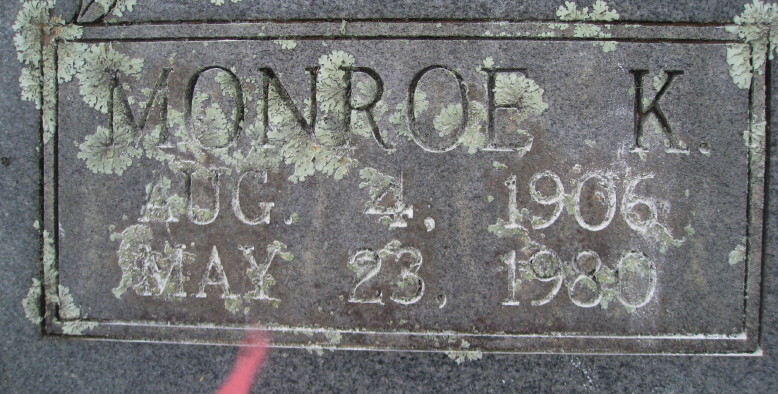 MONROE K.
AUG. 4, 1906
MAY 23, 1980